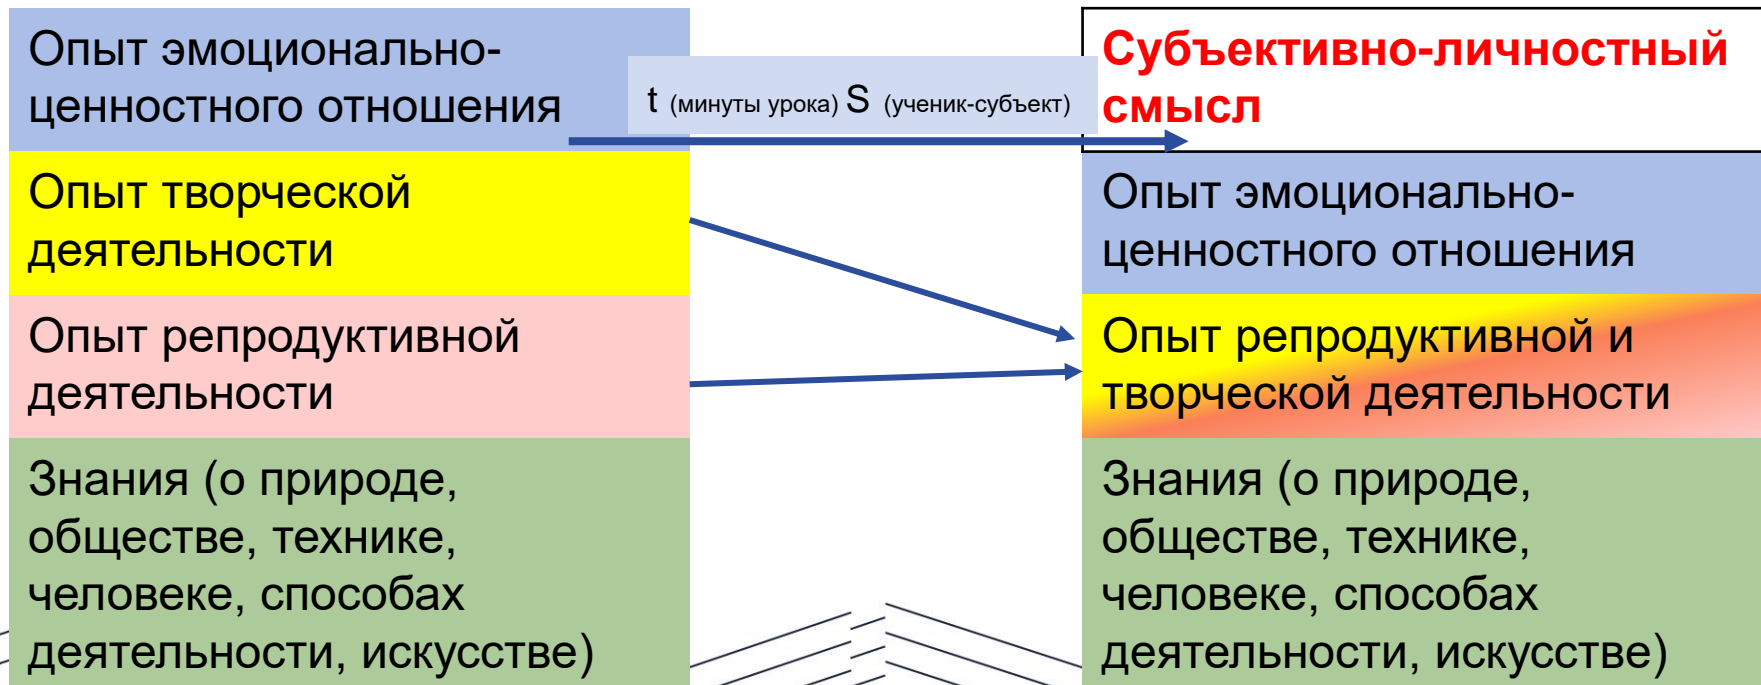 Опыт эмоционально-
ценностного отношения
Опыт творческой
деятельности
Опыт репродуктивной
деятельности
Знания (о природе,
обществе, технике,
человеке, способах
деятельности, искусстве)
t (минуты урока) S (ученик-субъект)
Субъективно-личностный
смысл
Опыт эмоционально-
ценностного отношения
Опыт репродуктивной и
творческой деятельности
Знания (о природе,
обществе, технике,
человеке, способах
деятельности, искусстве)